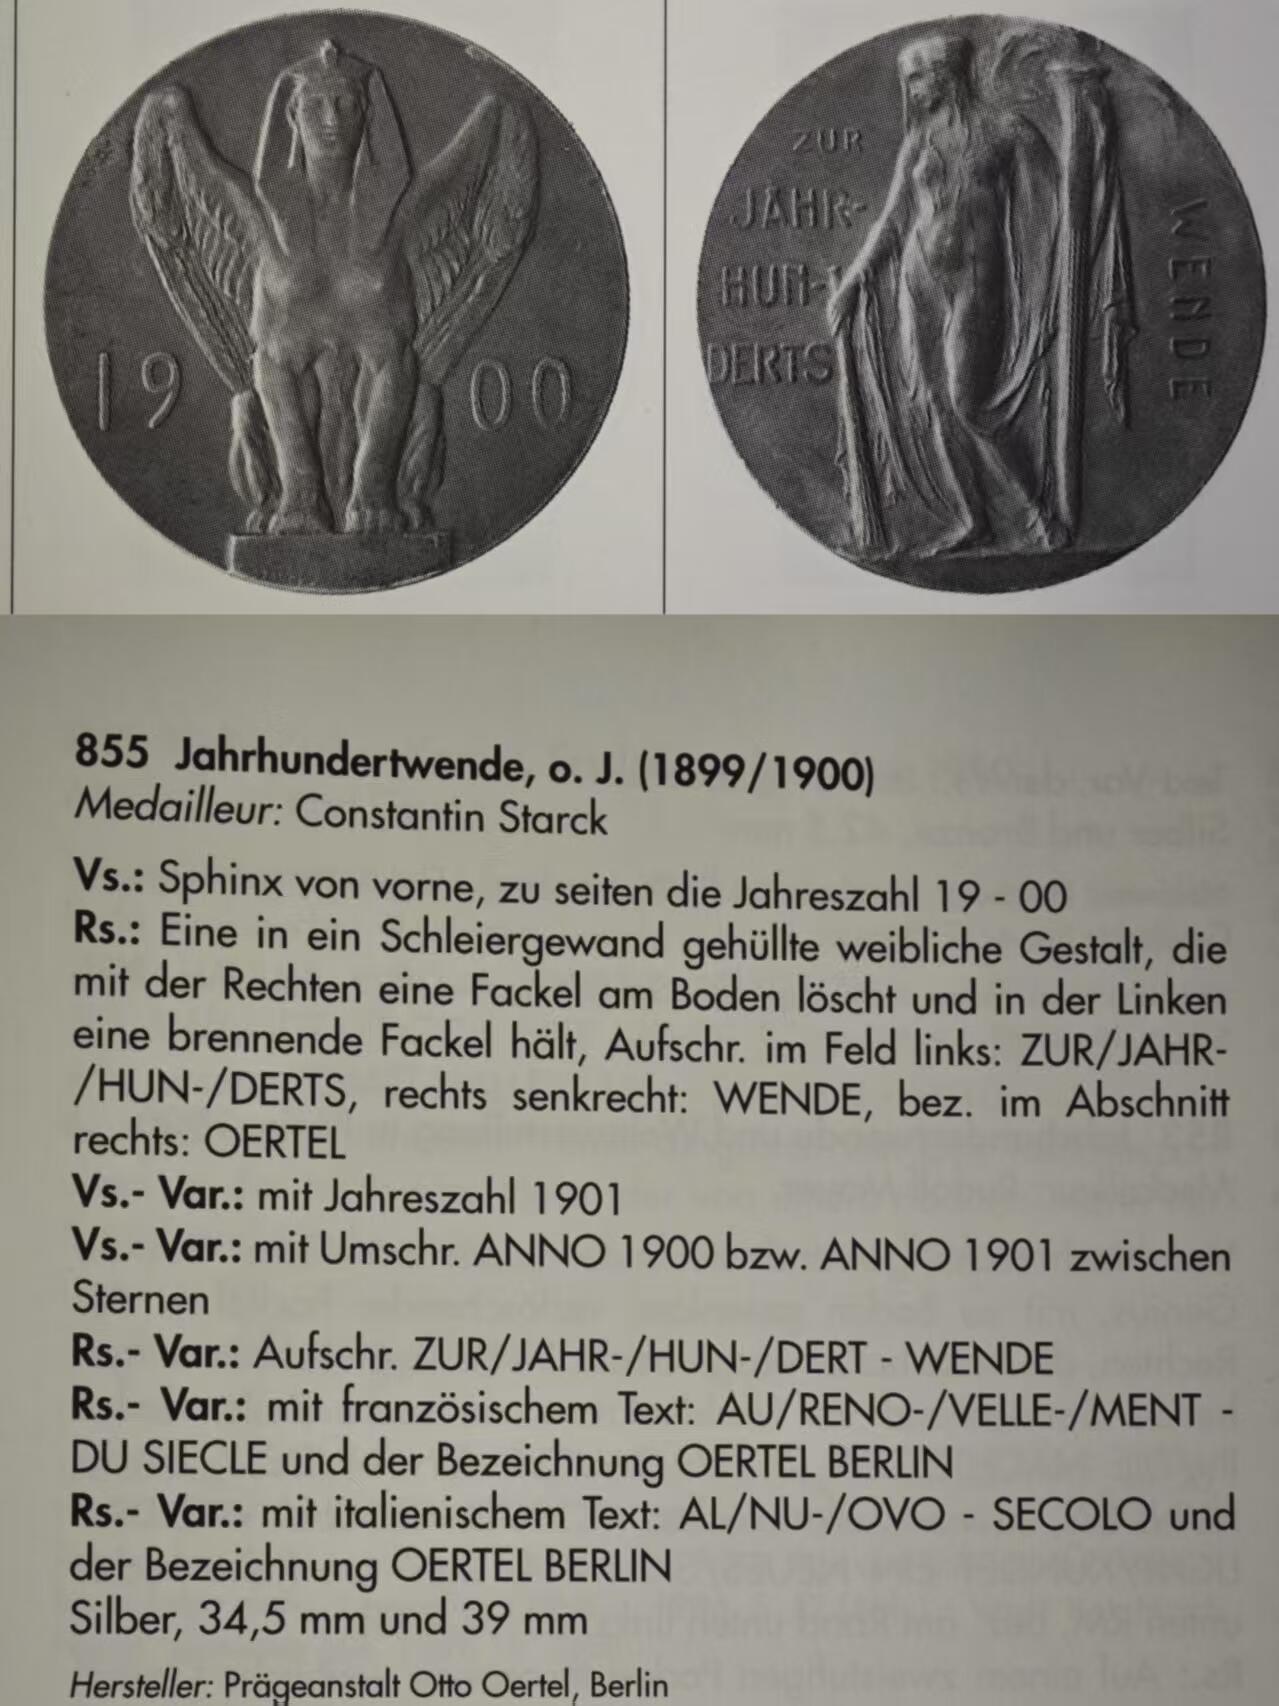 19 00
ZUR
JAHR-
HUN-
DERTS
WENDE
855 Jahrhundertwende, o. J. (1899/1900)
Medailleur: Constantin Starck
Vs.: Sphinx von vorne, zu seiten die Jahreszahl 19 - 00
Rs.: Eine in ein Schleiergewand gehüllte weibliche Gestalt, die
mit der Rechten eine Fackel am Boden löscht und in der Linken
eine brennende Fackel hält, Aufschr. im Feld links: ZUR/JAHR-
/HUN-/DERTS, rechts senkrecht: WENDE, bez. im Abschnitt
rechts: OERTEL
Vs.- Var.: mit Jahreszahl 1901
Vs.- Var.: mit Umschr. ANNO 1900 bzw. ANNO 1901 zwischen
Sternen
Rs.- Var.: Aufschr. ZUR/JAHR-/HUN-/DERT - WENDE
Rs.- Var.: mit französischem Text: AU/RENO-/VELLE-/MENT -
DU SIECLE und der Bezeichnung OERTEL BERLIN
Rs.- Var.: mit italienischem Text: AL/NU-/OVO - SECOLO und
der Bezeichnung OERTEL BERLIN
Silber, 34,5 mm und 39 mm
Hersteller: Prägeanstalt Otto Oertel, Berlin